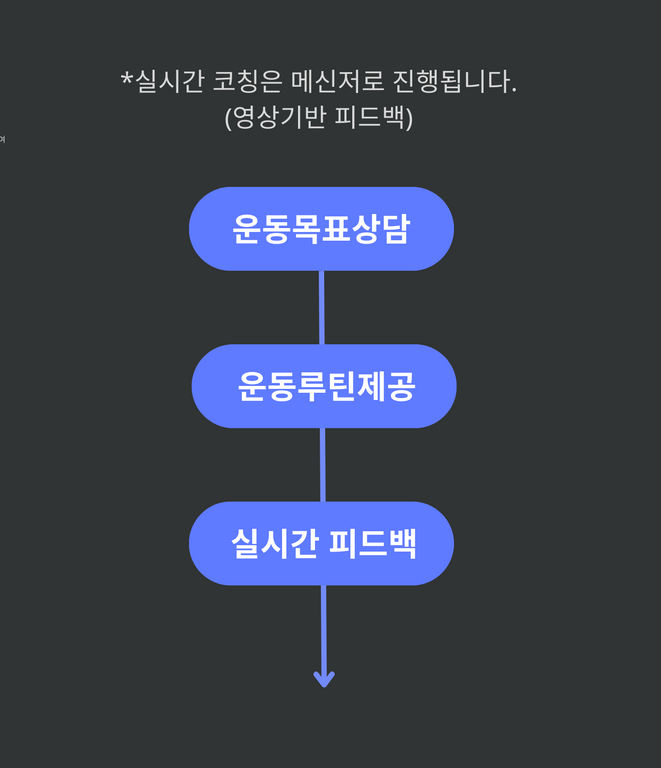 *실시간 코칭은 메신저로 진행됩니다.
(영상기반 피드백)
여
운동목표상담
운동루틴제공
실시간 피드백